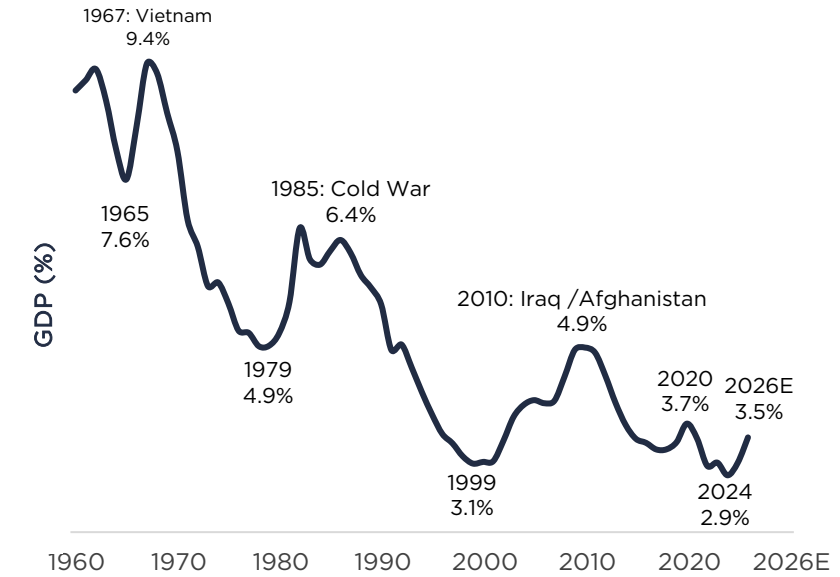 1967: Vietnam
9.4%
1985: Cold War
6.4%
1965
7.6%
GDP (%)
2010: Iraq /Afghanistan
4.9%
1979
4.9%
2020
3.7%
2026E
3.5%
1999
3.1%
2024
2.9%
1960 1970 1980 1990 2000 2010 2020 2026E